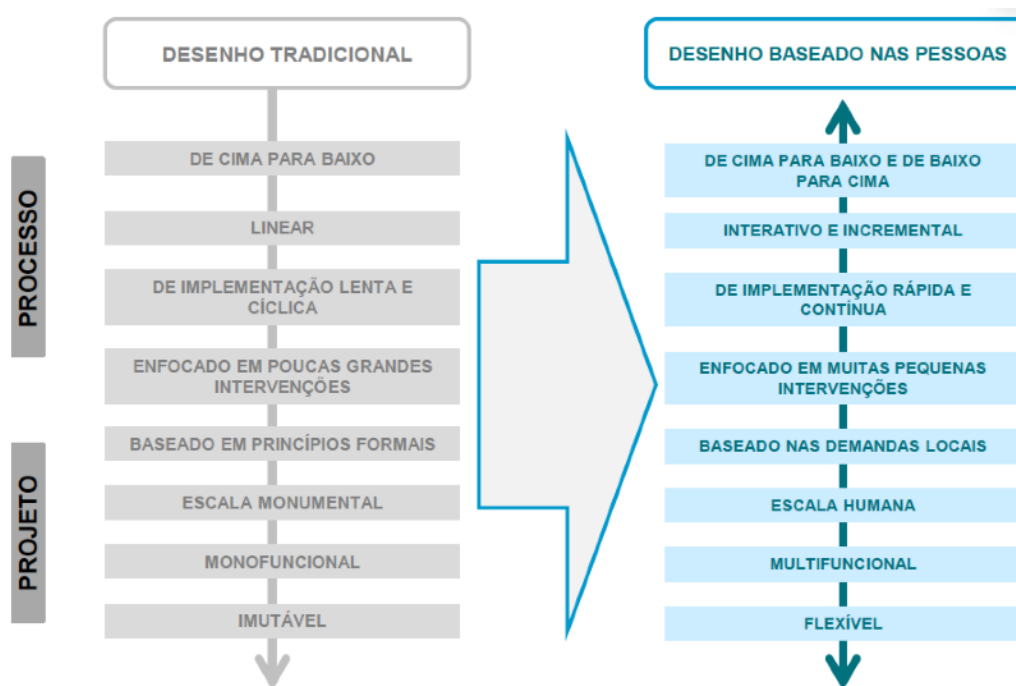 DESENHO TRADICIONAL
DE CIMA PARA BAIXO
LINEAR
DE IMPLEMENTAÇÃO LENTA E
CÍCLICA
ENFOCADO EM POUCAS GRANDES
INTERVENÇÕES
BASEADO EM PRINCÍPIOS FORMAIS
ESCALA MONUMENTAL
MONOFUNCIONAL
IMUTÁVEL
PROCESSO
PROJETO
DESENHO BASEADO NAS PESSOAS
DE CIMA PARA BAIXO E DE BAIXO
PARA CIMA
INTERATIVO E INCREMENTAL
DE IMPLEMENTAÇÃO RÁPIDA E
CONTÍNUA
ENFOCADO EM MUITAS PEQUENAS
INTERVENÇÕES
BASEADO NAS DEMANDAS LOCAIS
ESCALA HUMANA
MULTIFUNCIONAL
FLEXÍVEL